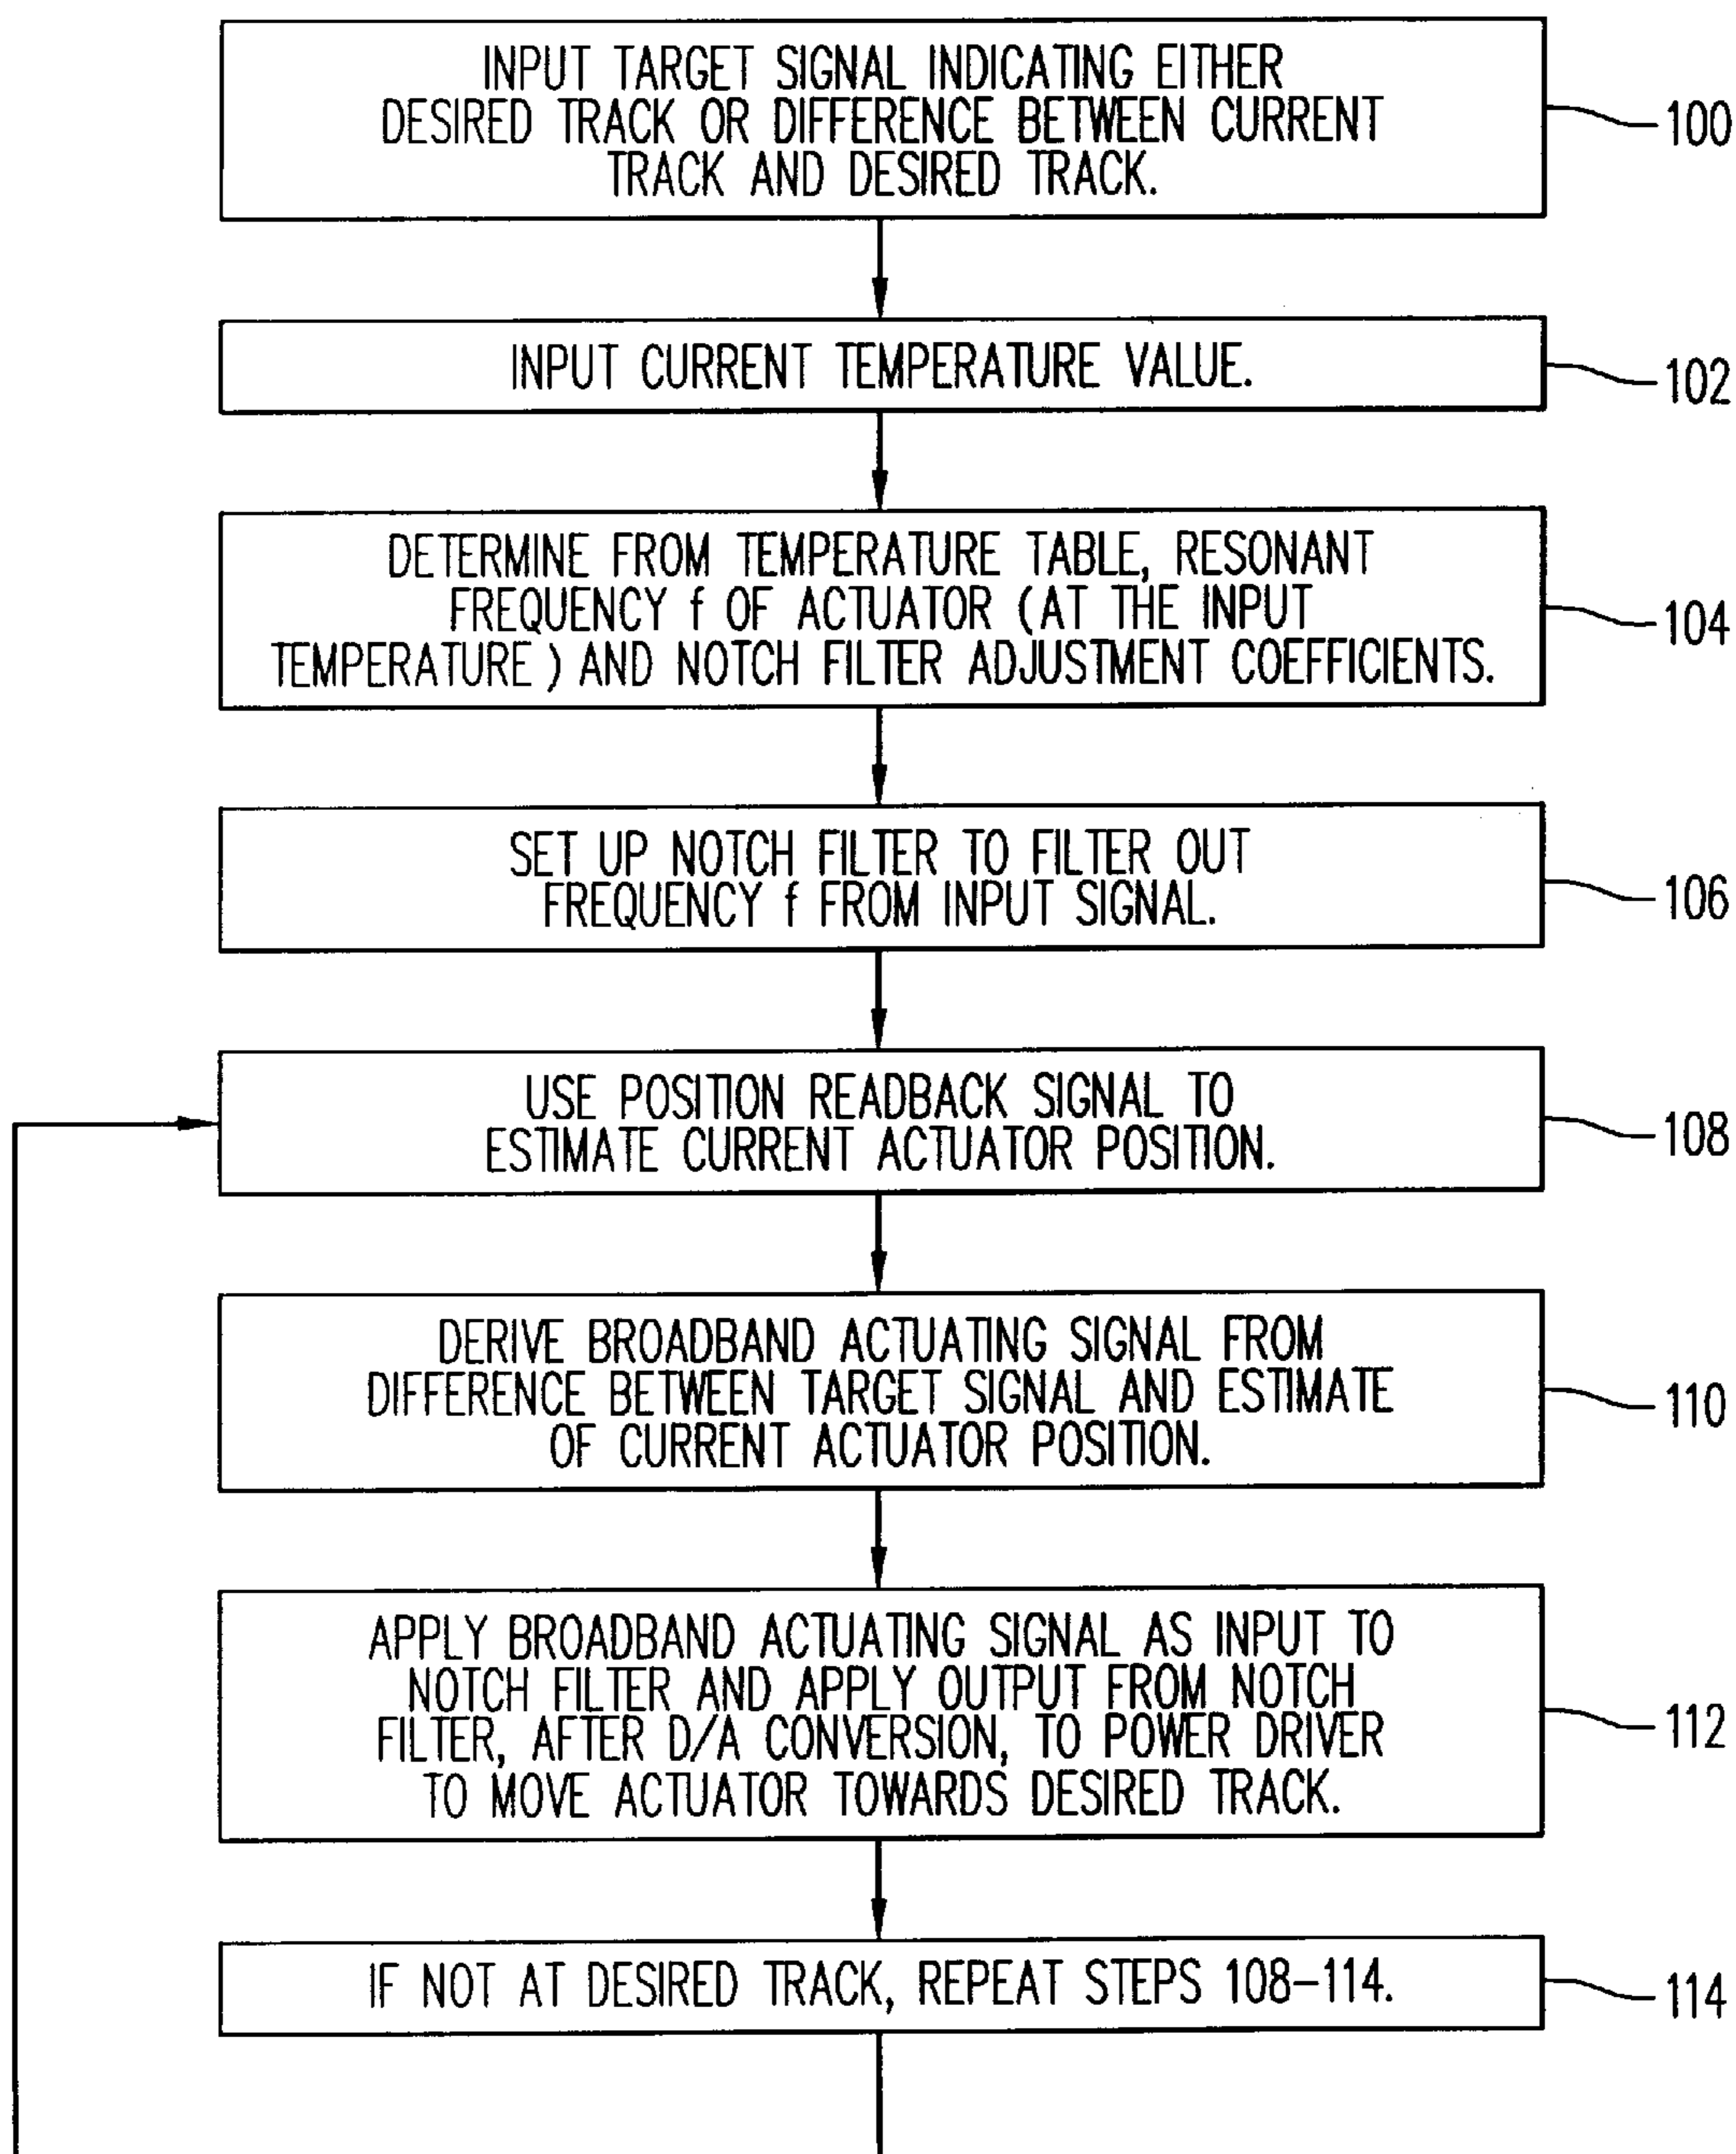 INPUT TARGET SIGNAL INDICATING EITHER
DESIRED TRACK OR DIFFERENCE BETWEEN CURRENT
TRACK AND DESIRED TRACK.
100
INPUT CURRENT TEMPERATURE VALUE.
102
DETERMINE FROM TEMPERATURE TABLE, RESONANT
FREQUENCY f OF ACTUATOR (AT THE INPUT
TEMPERATURE) AND NOTCH FILTER ADJUSTMENT COEFFICIENTS.
104
SET UP NOTCH FILTER TO FILTER OUT
FREQUENCY f FROM INPUT SIGNAL.
106
USE POSITION READBACK SIGNAL TO
ESTIMATE CURRENT ACTUATOR POSITION.
108
DERIVE BROADBAND ACTUATING SIGNAL FROM
DIFFERENCE BETWEEN TARGET SIGNAL AND ESTIMATE
OF CURRENT ACTUATOR POSITION.
110
APPLY BROADBAND ACTUATING SIGNAL AS INPUT TO
NOTCH FILTER AND APPLY OUTPUT FROM NOTCH
FILTER, AFTER D/A CONVERSION, TO POWER DRIVER
TO MOVE ACTUATOR TOWARDS DESIRED TRACK.
112
IF NOT AT DESIRED TRACK, REPEAT STEPS 108-114.
114